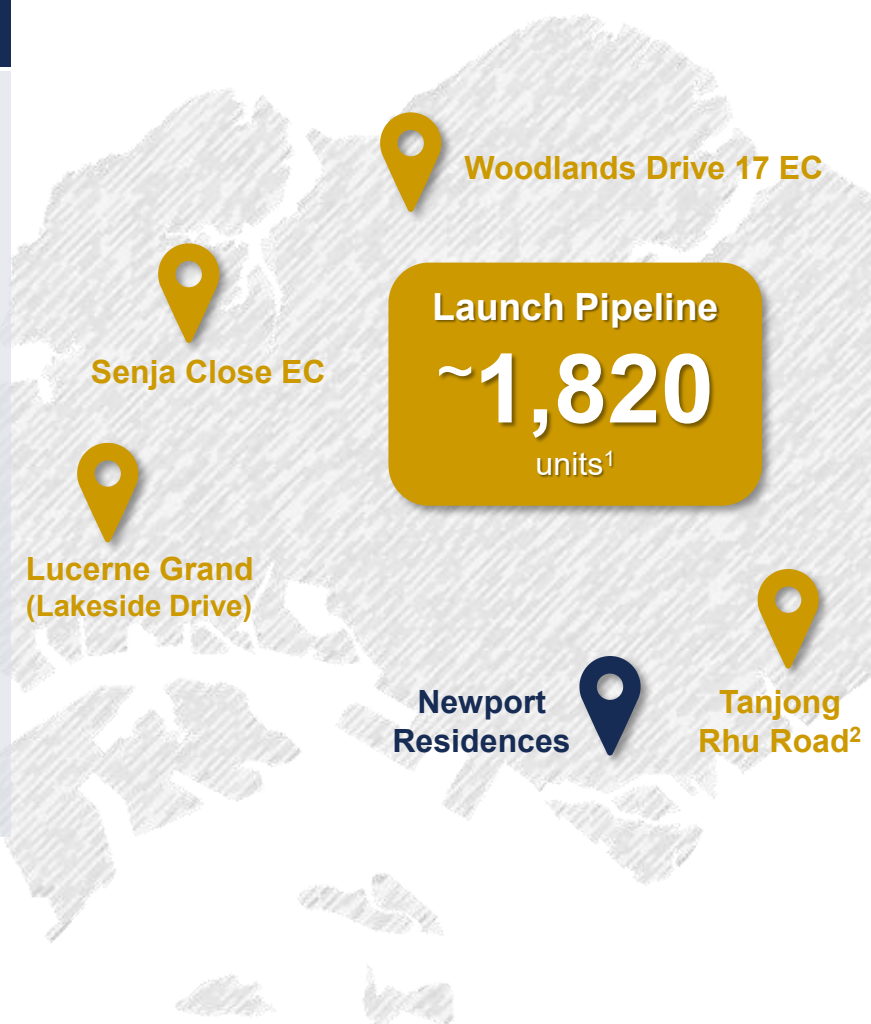 Woodlands Drive 17 EC
Launch Pipeline
~1,820
units¹
Senja Close EC
Lucerne Grand
(Lakeside Drive)
Newport
Residences
Tanjong
Rhu Road²